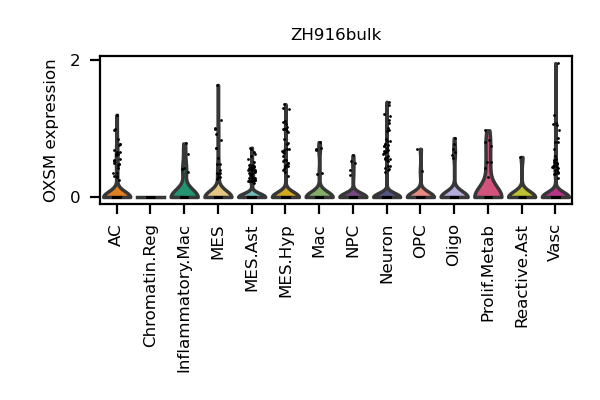 ZH916bulk
OXSM expression
2
0
AC
Chromatin.Reg
Inflammatory.Mac
MES
MES.Ast
MES.Hyp
Mac
NPC
Neuron
OPC
Oligo
Prolif.Metab
Reactive.Ast
Vasc